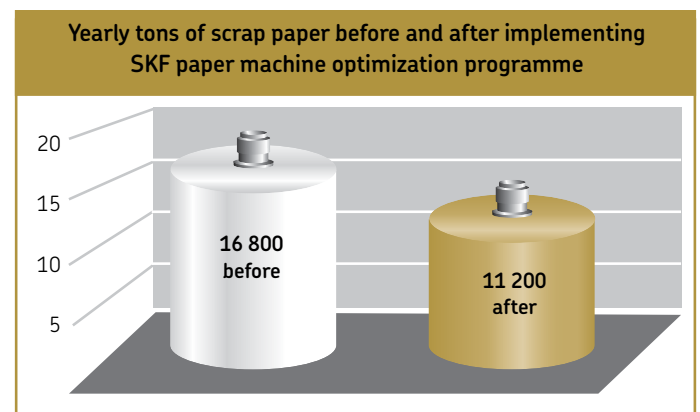 Yearly tons of scrap paper before and after implementing
SKF paper machine optimization programme
20
15
10
5
16 800
before
11 200
after